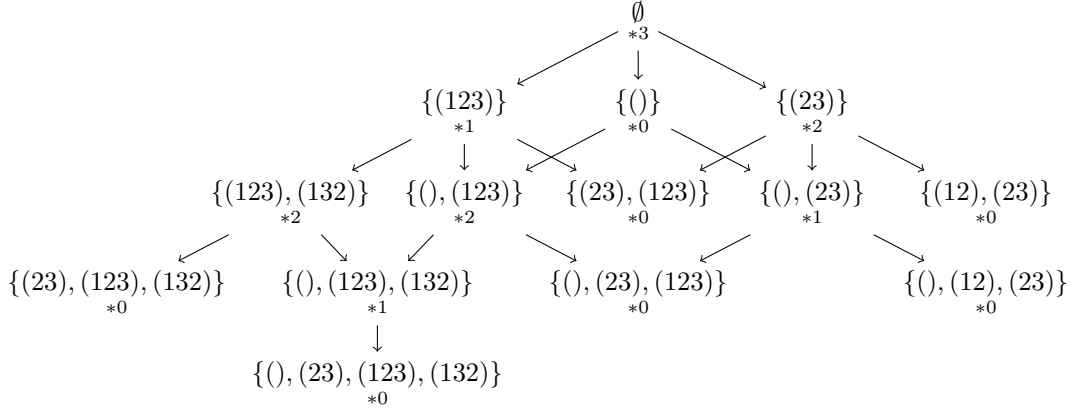 ∅
*3
{(123)} {()} {(23)}
*1 *0 *2
{(123), (132)} {(), (123)} {(23), (123)} {(), (23)} {(12), (23)}
*2 *2 *0 *1 *0
{(23), (123), (132)} {(), (123), (132)} {(), (23), (123)} {(), (12), (23)}
*0 *1 *0 *0
{(), (23), (123), (132)}
*0